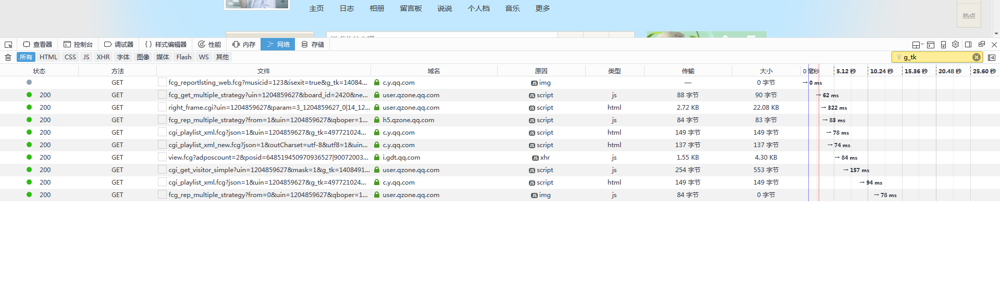 主页 日志 相册 留言板 说说 个人档 音乐 更多
热点
查看器 控制台 调试器 样式编辑器 性能 内存 网络 存储
所有 HTML CSS JS XHR 字体 图像 媒体 Flash WS 其他 g_tk
状态 方法 文件 域名 原因 类型 传输 大小 0 毫秒 5.12 秒 10.24 秒 15.36 秒 20.48 秒 25.60 秒
GET fcg_reportlsting_web.fcg?musicid=123&isexit=true&g_tk=14084... c.y.qq.com JS img — 0 字节 → 0 ms
200 GET fcg_get_multiple_strategy?uin=1204859627&board_id=2420&ne... user.qzone.qq.com JS script js 88 字节 90 字节 → 62 ms
200 GET right_frame.cgi?uin=1204859627&param=3_1204859627_0|14_12... user.qzone.qq.com JS script html 2.72 KB 22.08 KB → 322 ms
200 GET fcg_rep_multiple_strategy?from=1&uin=1204859627&qboper=1... h5.qzone.qq.com JS script js 84 字节 83 字节 → 83 ms
200 GET cgi_playlist_xml.fcg?json=1&uin=1204859627&g_tk=497721024... c.y.qq.com JS script html 149 字节 149 字节 → 78 ms
200 GET cgi_playlist_xml_new.fcg?json=1&outCharset=utf-8&utf8=1&uin... c.y.qq.com JS script html 137 字节 137 字节 → 74 ms
200 GET view.fcg?adposcount=2&posid=648519450970936527|90072003... i.gdt.qq.com JS xhr js 1.55 KB 4.30 KB → 84 ms
200 GET cgi_get_visitor_simple?uin=1204859627&mask=1&g_tk=1408491... user.qzone.qq.com JS script js 254 字节 553 字节 → 157 ms
200 GET cgi_playlist_xml.fcg?json=1&uin=1204859627&g_tk=497721024... c.y.qq.com JS script html 149 字节 149 字节 → 94 ms
200 GET fcg_rep_multiple_strategy?from=0&uin=1204859627&qboper=1... user.qzone.qq.com JS img js 84 字节 0 字节 → 78 ms